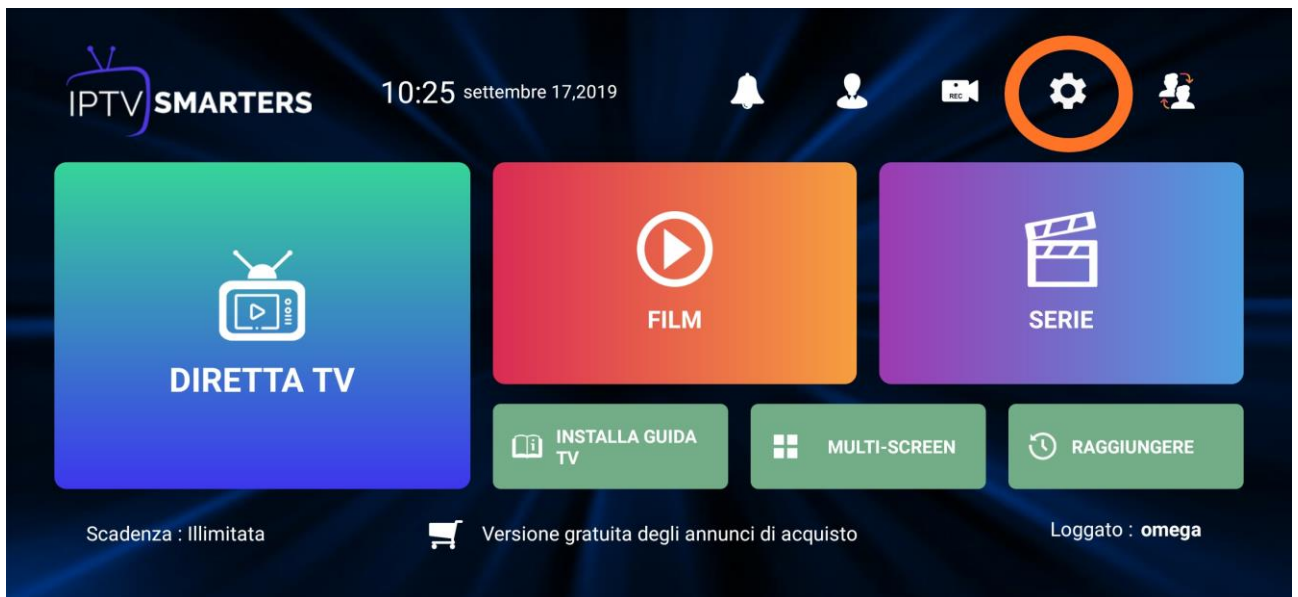 IPTV SMARTERS
10:25 settembre 17,2019
REC
DIRETTA TV
FILM
SERIE
INSTALLA GUIDA
TV
MULTI-SCREEN
RAGGIUNGERE
Scadenza : Illimitata
Versione gratuita degli annunci di acquisto
Loggato : omega